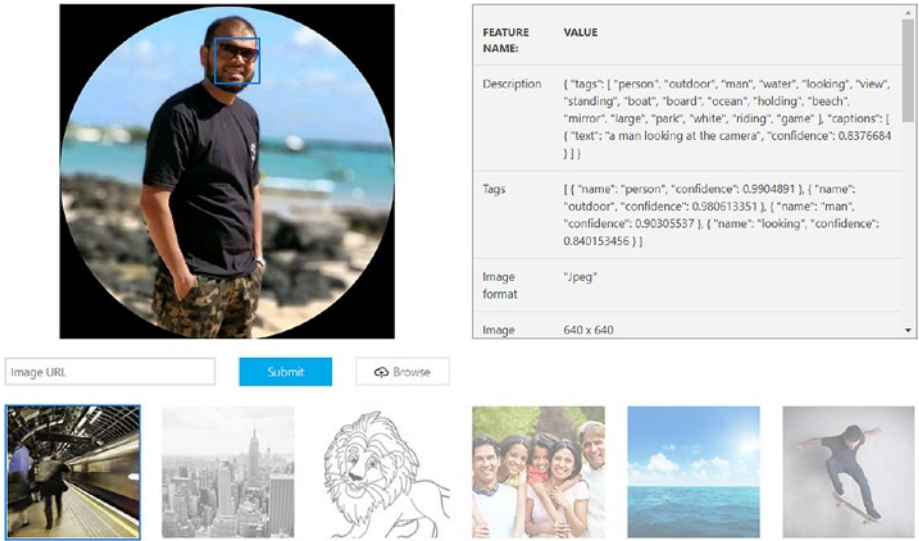 FEATURE NAME: VALUE
Description { "tags": [ "person", "outdoor", "man", "water", "looking", "view",
"standing", "boat", "board", "ocean", "holding", "beach",
"mirror", "large", "park", "white", "riding", "game" ], "captions": [
{ "text": "a man looking at the camera", "confidence": 0.8376684
} ] }
Tags [ { "name": "person", "confidence": 0.9904891 }, { "name":
"outdoor", "confidence": 0.980613351 }, { "name": "man",
"confidence": 0.90305537 }, { "name": "looking", "confidence":
0.840153456 } ]
Image format "Jpeg"
Image 640 x 640
Image URL Submit Browse